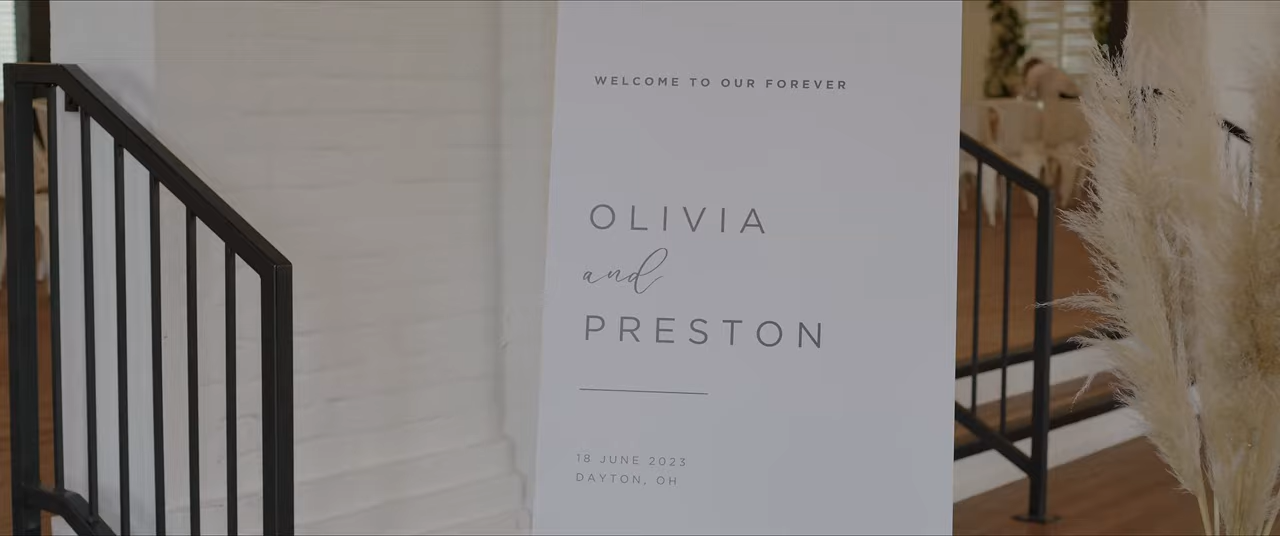 WELCOME TO OUR FOREVER
OLIVIA
and
PRESTON
18 JUNE 2023
DAYTON, OH